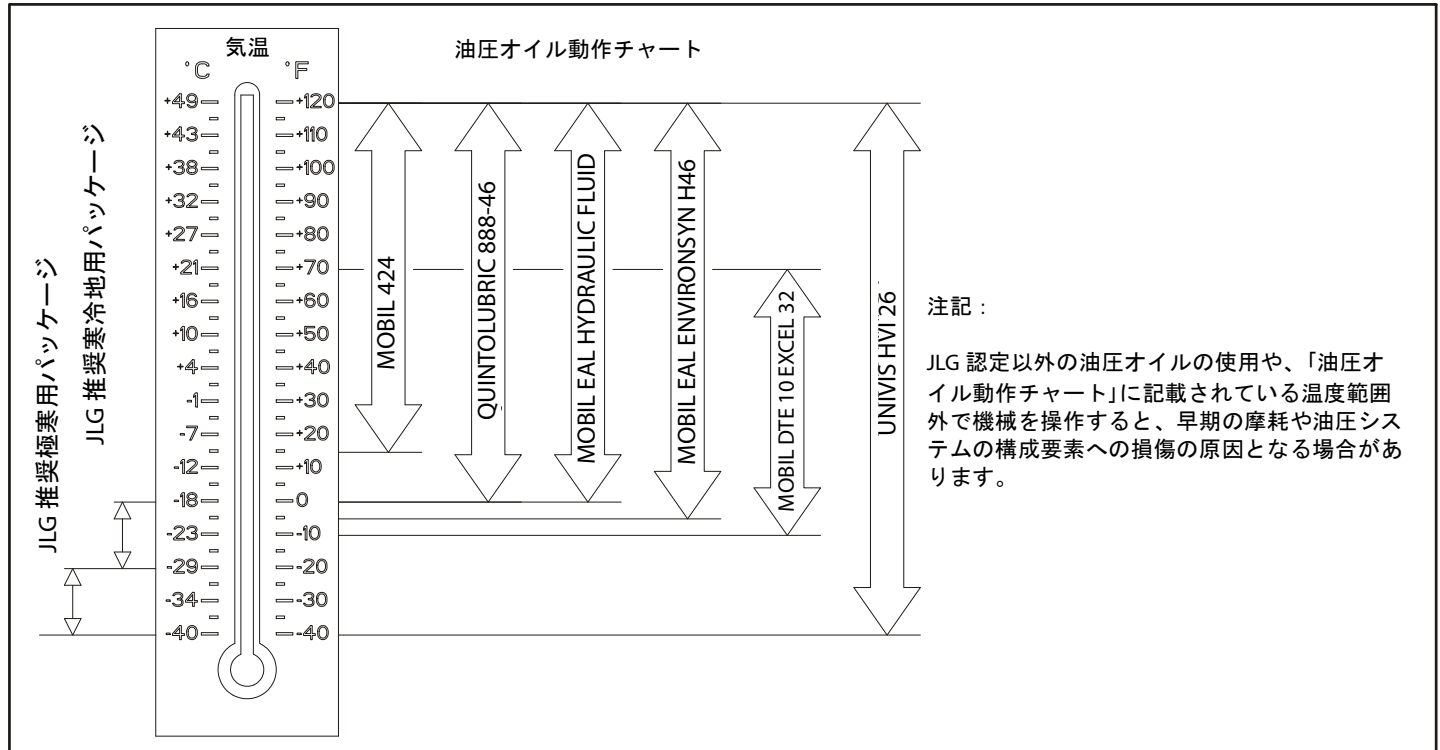 気温
°C °F
油圧オイル動作チャート
+49 +120
+43 +110
+38 +100
+32 +90
+27 +80
+21 +70
+16 +60
+10 +50
+4 +40
-1 +30
-7 +20
-12 +10
-18 0
-23 -10
-29 -20
-34 -30
-40 -40
JLG 推奨極寒用パッケージ
JLG 推奨寒冷地用パッケージ
MOBIL 424
QUINTOLUBRIC 888-46
MOBIL EAL HYDRAULIC FLUID
MOBIL EAL ENVIRONSYN H46
MOBIL DTE 10 EXCEL 32
UNIVIS HVI 26
注記：
JLG 認定以外の油圧オイルの使用や、「油圧オ
イル動作チャート」に記載されている温度範囲
外で機械を操作すると、早期の摩耗や油圧シス
テムの構成要素への損傷の原因となる場合があ
ります。